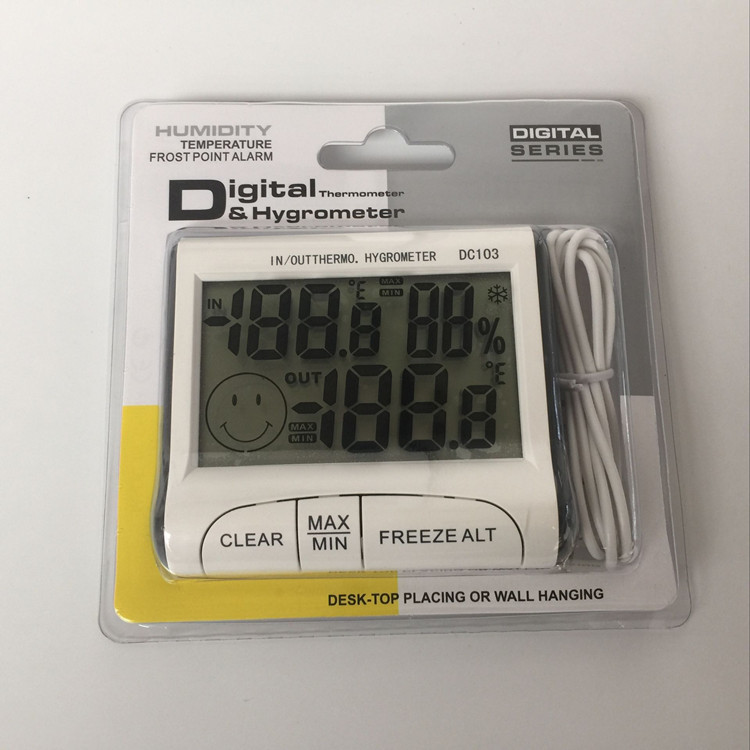 HUMIDITY
TEMPERATURE
FROST POINT ALARM
DIGITAL
SERIES
Digital Thermometer
& Hygrometer
IN/OUTTHERMO. HYGROMETER DC103
IN -188.8 °E MAX MIN 88 %
OUT -188.8 °E
MAX
MIN
CLEAR
MAX
MIN
FREEZE ALT
DESK-TOP PLACING OR WALL HANGING